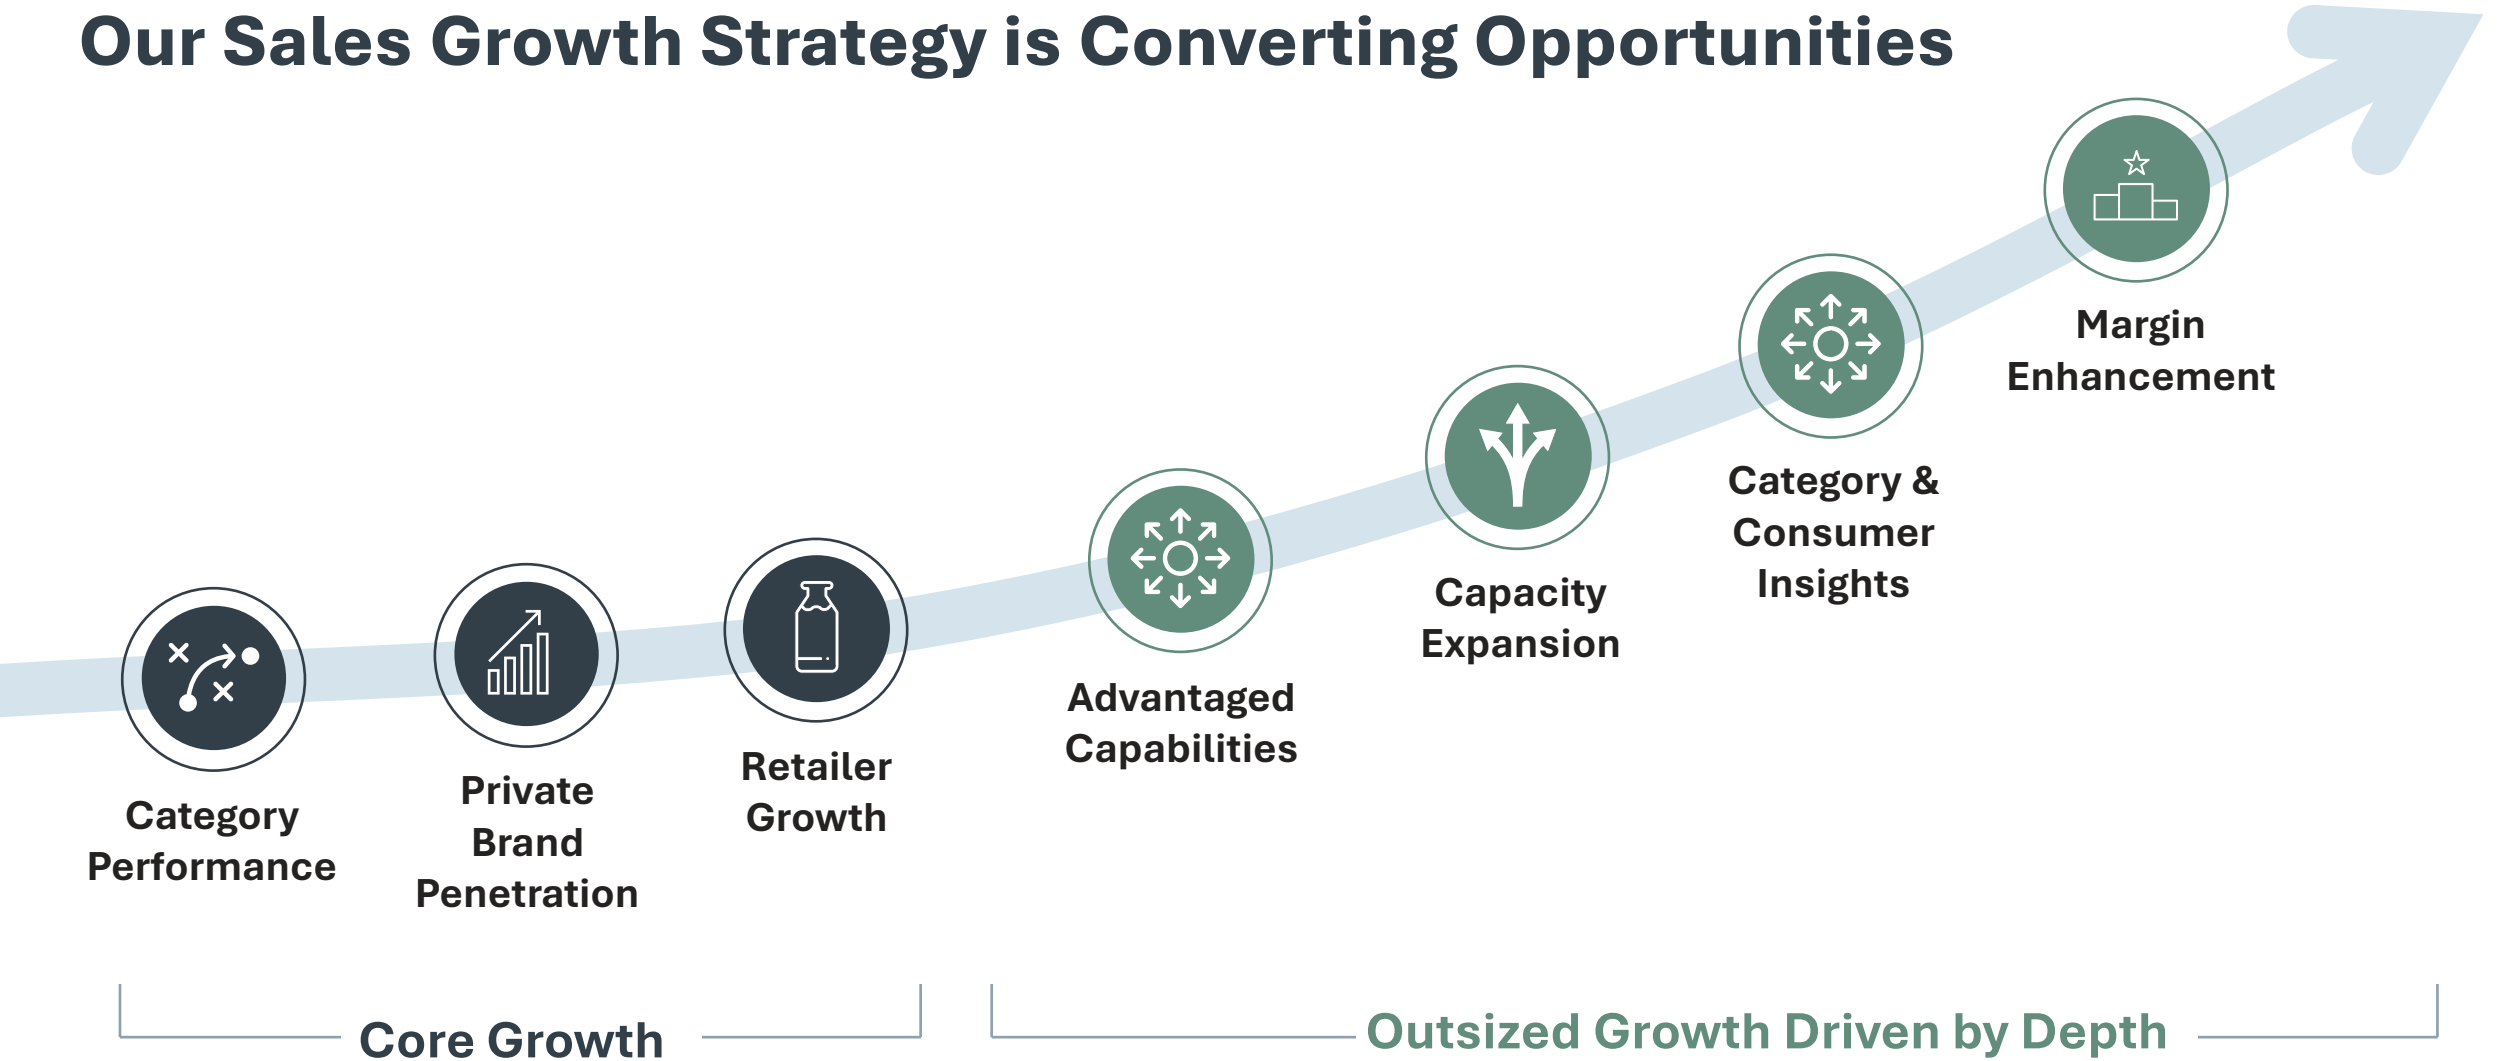 Our Sales Growth Strategy is Converting Opportunities
Category
Performance
Private
Brand
Penetration
Retailer
Growth
Advantaged
Capabilities
Capacity
Expansion
Category &
Consumer
Insights
Margin
Enhancement
Core Growth
Outsized Growth Driven by Depth